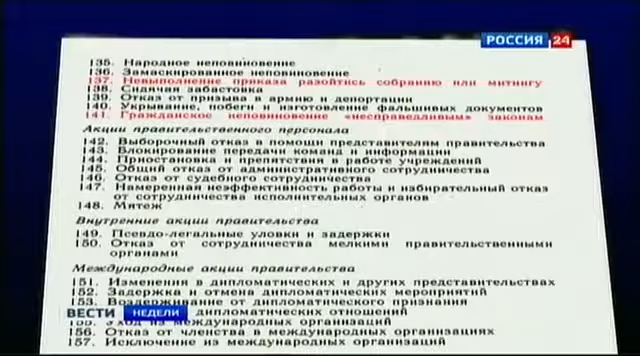 РОССИЯ 24
135. Народное неповиновение
136. Замаскированное неповиновение
137. Невыполнение приказа разойтись собранию или митингу
138. Сидячая забастовка
139. Отказ от призыва в армию и депортации
140. Укрывание, побеги и изготовление фальшивых документов
141. Гражданское неповиновение «несправедливым» законам
Акции правительственного персонала
142. Выборочный отказ в помощи представителям правительства
143. Блокирование передачи команд и информации
144. Приостановка и препятствия в работе учреждений
145. Общий отказ от административного сотрудничества
146. Отказ от судебного сотрудничества
147. Намеренная неэффективность работы и избирательный отказ
от сотрудничества исполнительных органов
148. Митеж
Внутренние акции правительства
149. Псевдо-легальные уловки и задержки
150. Отказ от сотрудничества мелкими правительственными
органами
Международные акции правительства
151. Изменения в дипломатических и других представительствах
152. Задержка и отмена дипломатических мероприятий
153. Воздерживание от дипломатического признания
дипломатических отношений
ВЕСТИ НЕДЕЛИ
155. Уход из международных организаций
156. Отказ от членства в международных организациях
157. Исключение из международных организаций